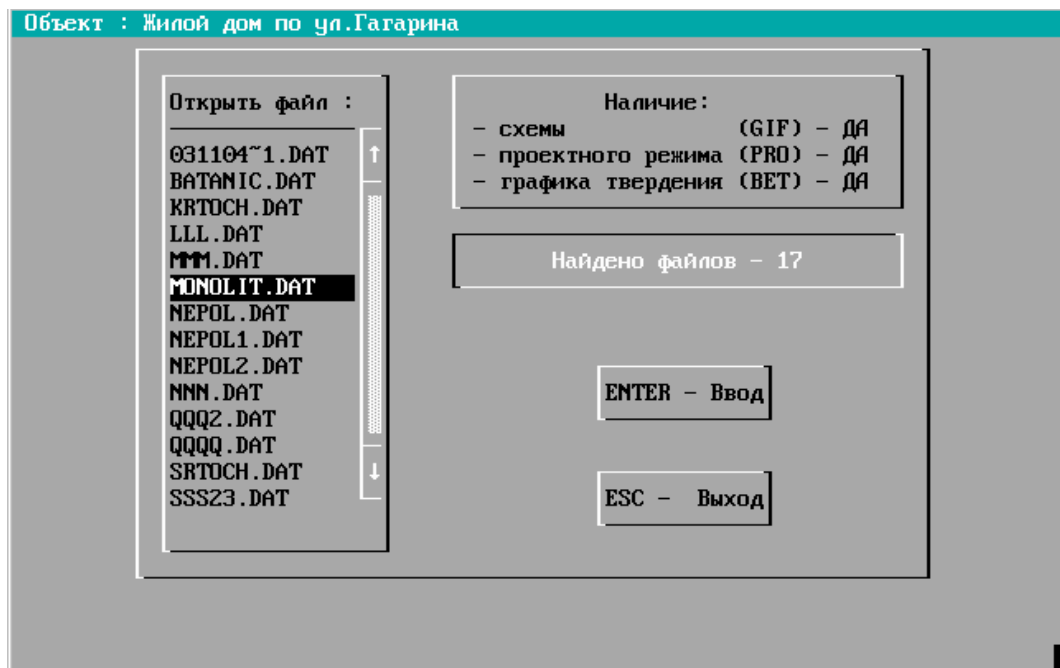 Объект : Жилой дом по ул.Гагарина
Открыть файл :
031104~1.DAT
BATANIC.DAT
KRTOCH.DAT
LLL.DAT
MMM.DAT
MONOLIT.DAT
NEPOL.DAT
NEPOL1.DAT
NEPOL2.DAT
NNN.DAT
QQQ2.DAT
QQQQ.DAT
SRTOCH.DAT
SSS23.DAT
Наличие:
- схемы (GIF) - ДА
- проектного режима (PRO) - ДА
- графика твердения (BET) - ДА
Найдено файлов - 17
ENTER - Ввод
ESC - Выход